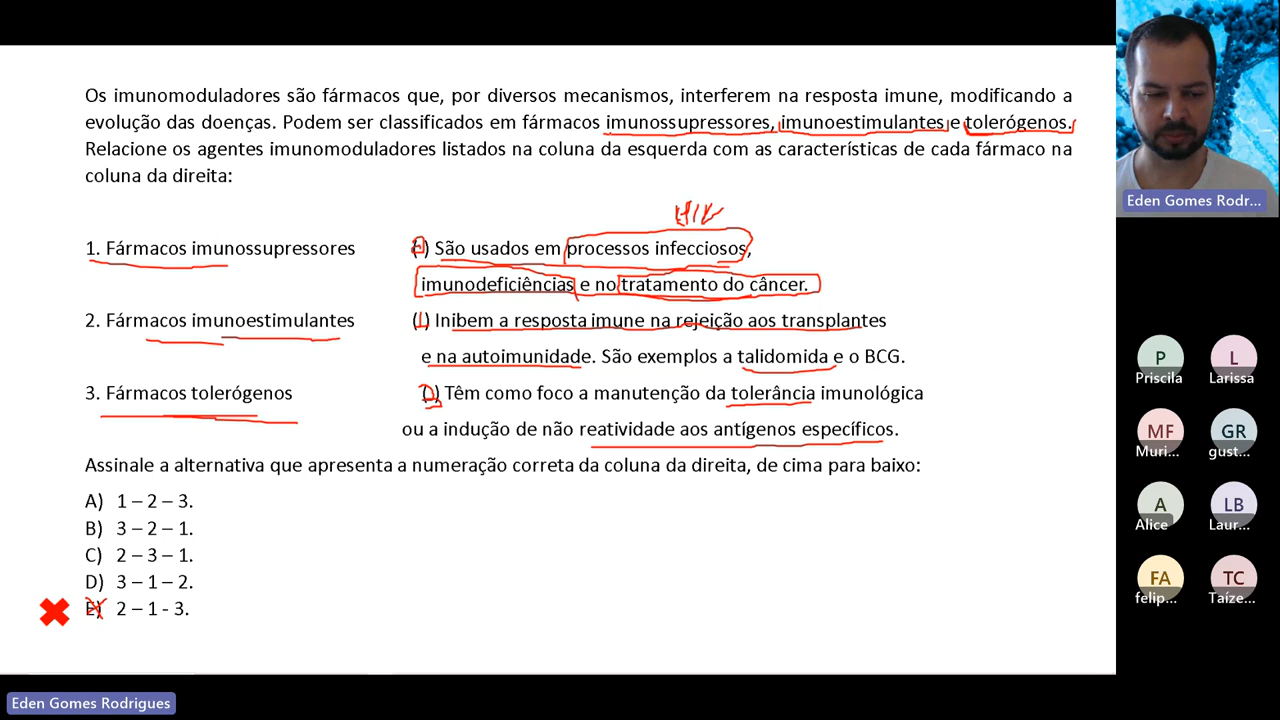 Os imunomoduladores são fármacos que, por diversos mecanismos, interferem na resposta imune, modificando a
evolução das doenças. Podem ser classificados em fármacos imunossupressores, imunoestimulantes e tolerógenos.
Relacione os agentes imunomoduladores listados na coluna da esquerda com as características de cada fármaco na
coluna da direita:
HIV
1. Fármacos imunossupressores
( ) São usados em processos infecciosos,
imunodeficiências e no tratamento do câncer.
2. Fármacos imunoestimulantes
(1) Inibem a resposta imune na rejeição aos transplantes
e na autoimunidade. São exemplos a talidomida e o BCG.
3. Fármacos tolerógenos
( ) Têm como foco a manutenção da tolerância imunológica
ou a indução de não reatividade aos antígenos específicos.
Assinale a alternativa que apresenta a numeração correta da coluna da direita, de cima para baixo:
A) 1 – 2 – 3.
B) 3 – 2 – 1.
C) 2 – 3 – 1.
D) 3 – 1 – 2.
E) 2 – 1 - 3.
Eden Gomes Rodr...
P
Priscila
L
Larissa
MF
Muri...
GR
gust...
A
Alice
LB
Laur...
FA
felip...
TC
Taíze...
Eden Gomes Rodrigues